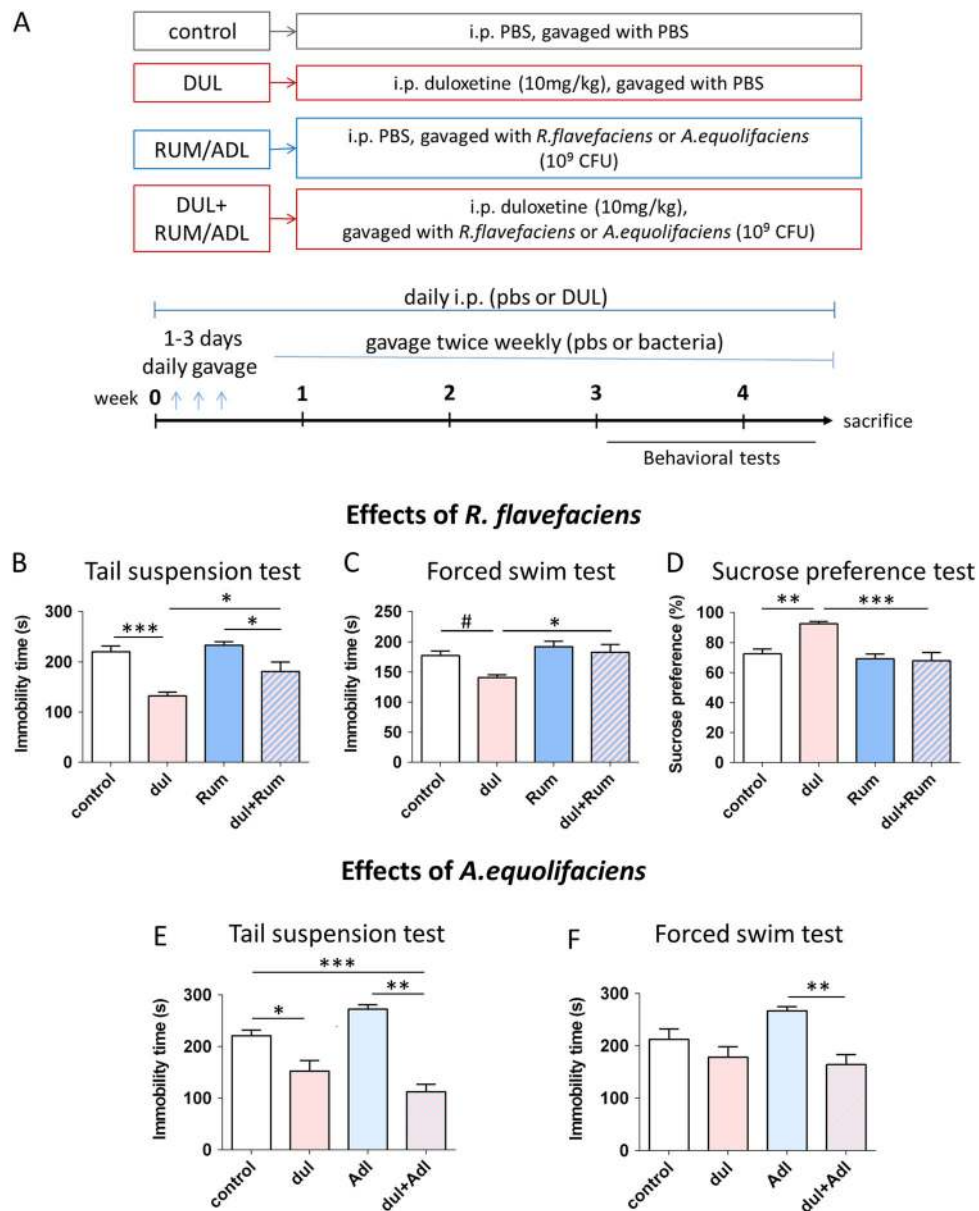 A
control
i.p. PBS, gavaged with PBS
DUL
i.p. duloxetine (10mg/kg), gavaged with PBS
RUM/ADL
i.p. PBS, gavaged with R.flavefaciens or A.equolifaciens
(10⁹ CFU)
DUL+
RUM/ADL
i.p. duloxetine (10mg/kg),
gavaged with R.flavefaciens or A.equolifaciens (10⁹ CFU)
daily i.p. (pbs or DUL)
1-3 days
daily gavage
gavage twice weekly (pbs or bacteria)
week 0 1 2 3 4
sacrifice
Behavioral tests
Effects of R. flavefaciens
B
Tail suspension test
Immobility time (s)
300
200
100
0
***
*
*
control
dul
Rum
dul+Rum
C
Forced swim test
Immobility time (s)
250
200
150
100
50
0
#
*
control
dul
Rum
dul+Rum
D
Sucrose preference test
Sucrose preference (%)
100
80
60
40
20
0
**
***
control
dul
Rum
dul+Rum
Effects of A.equolifaciens
E
Tail suspension test
Immobility time (s)
300
200
100
0
***
*
**
control
dul
Adl
dul+Adl
F
Forced swim test
Immobility time (s)
300
200
100
0
**
control
dul
Adl
dul+Adl